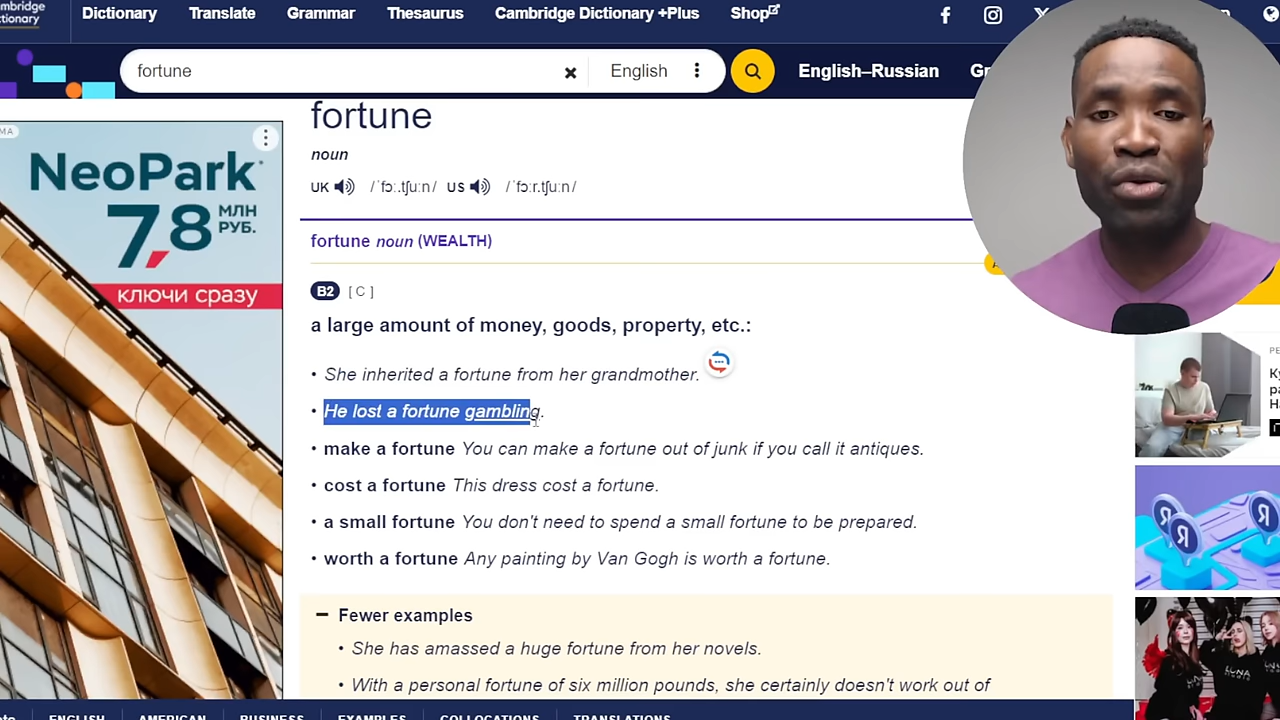 Dictionary Translate Grammar Thesaurus Cambridge Dictionary +Plus Shop
fortune English English–Russian
fortune
noun
UK /ˈfɔː.tʃuːn/ US /ˈfɔːr.tʃuːn/
fortune noun (WEALTH)
B2 [ C ]
a large amount of money, goods, property, etc.:
• She inherited a fortune from her grandmother.
• He lost a fortune gambling.
• make a fortune You can make a fortune out of junk if you call it antiques.
• cost a fortune This dress cost a fortune.
• a small fortune You don't need to spend a small fortune to be prepared.
• worth a fortune Any painting by Van Gogh is worth a fortune.
Fewer examples
• She has amassed a huge fortune from her novels.
• With a personal fortune of six million pounds, she certainly doesn't work out of
ENGLISH AMERICAN BUSINESS EXAMPLES COLLOCATIONS TRANSLATIONS
NeoPark
7,8 МЛН
РУБ.
ключи сразу
LUNA